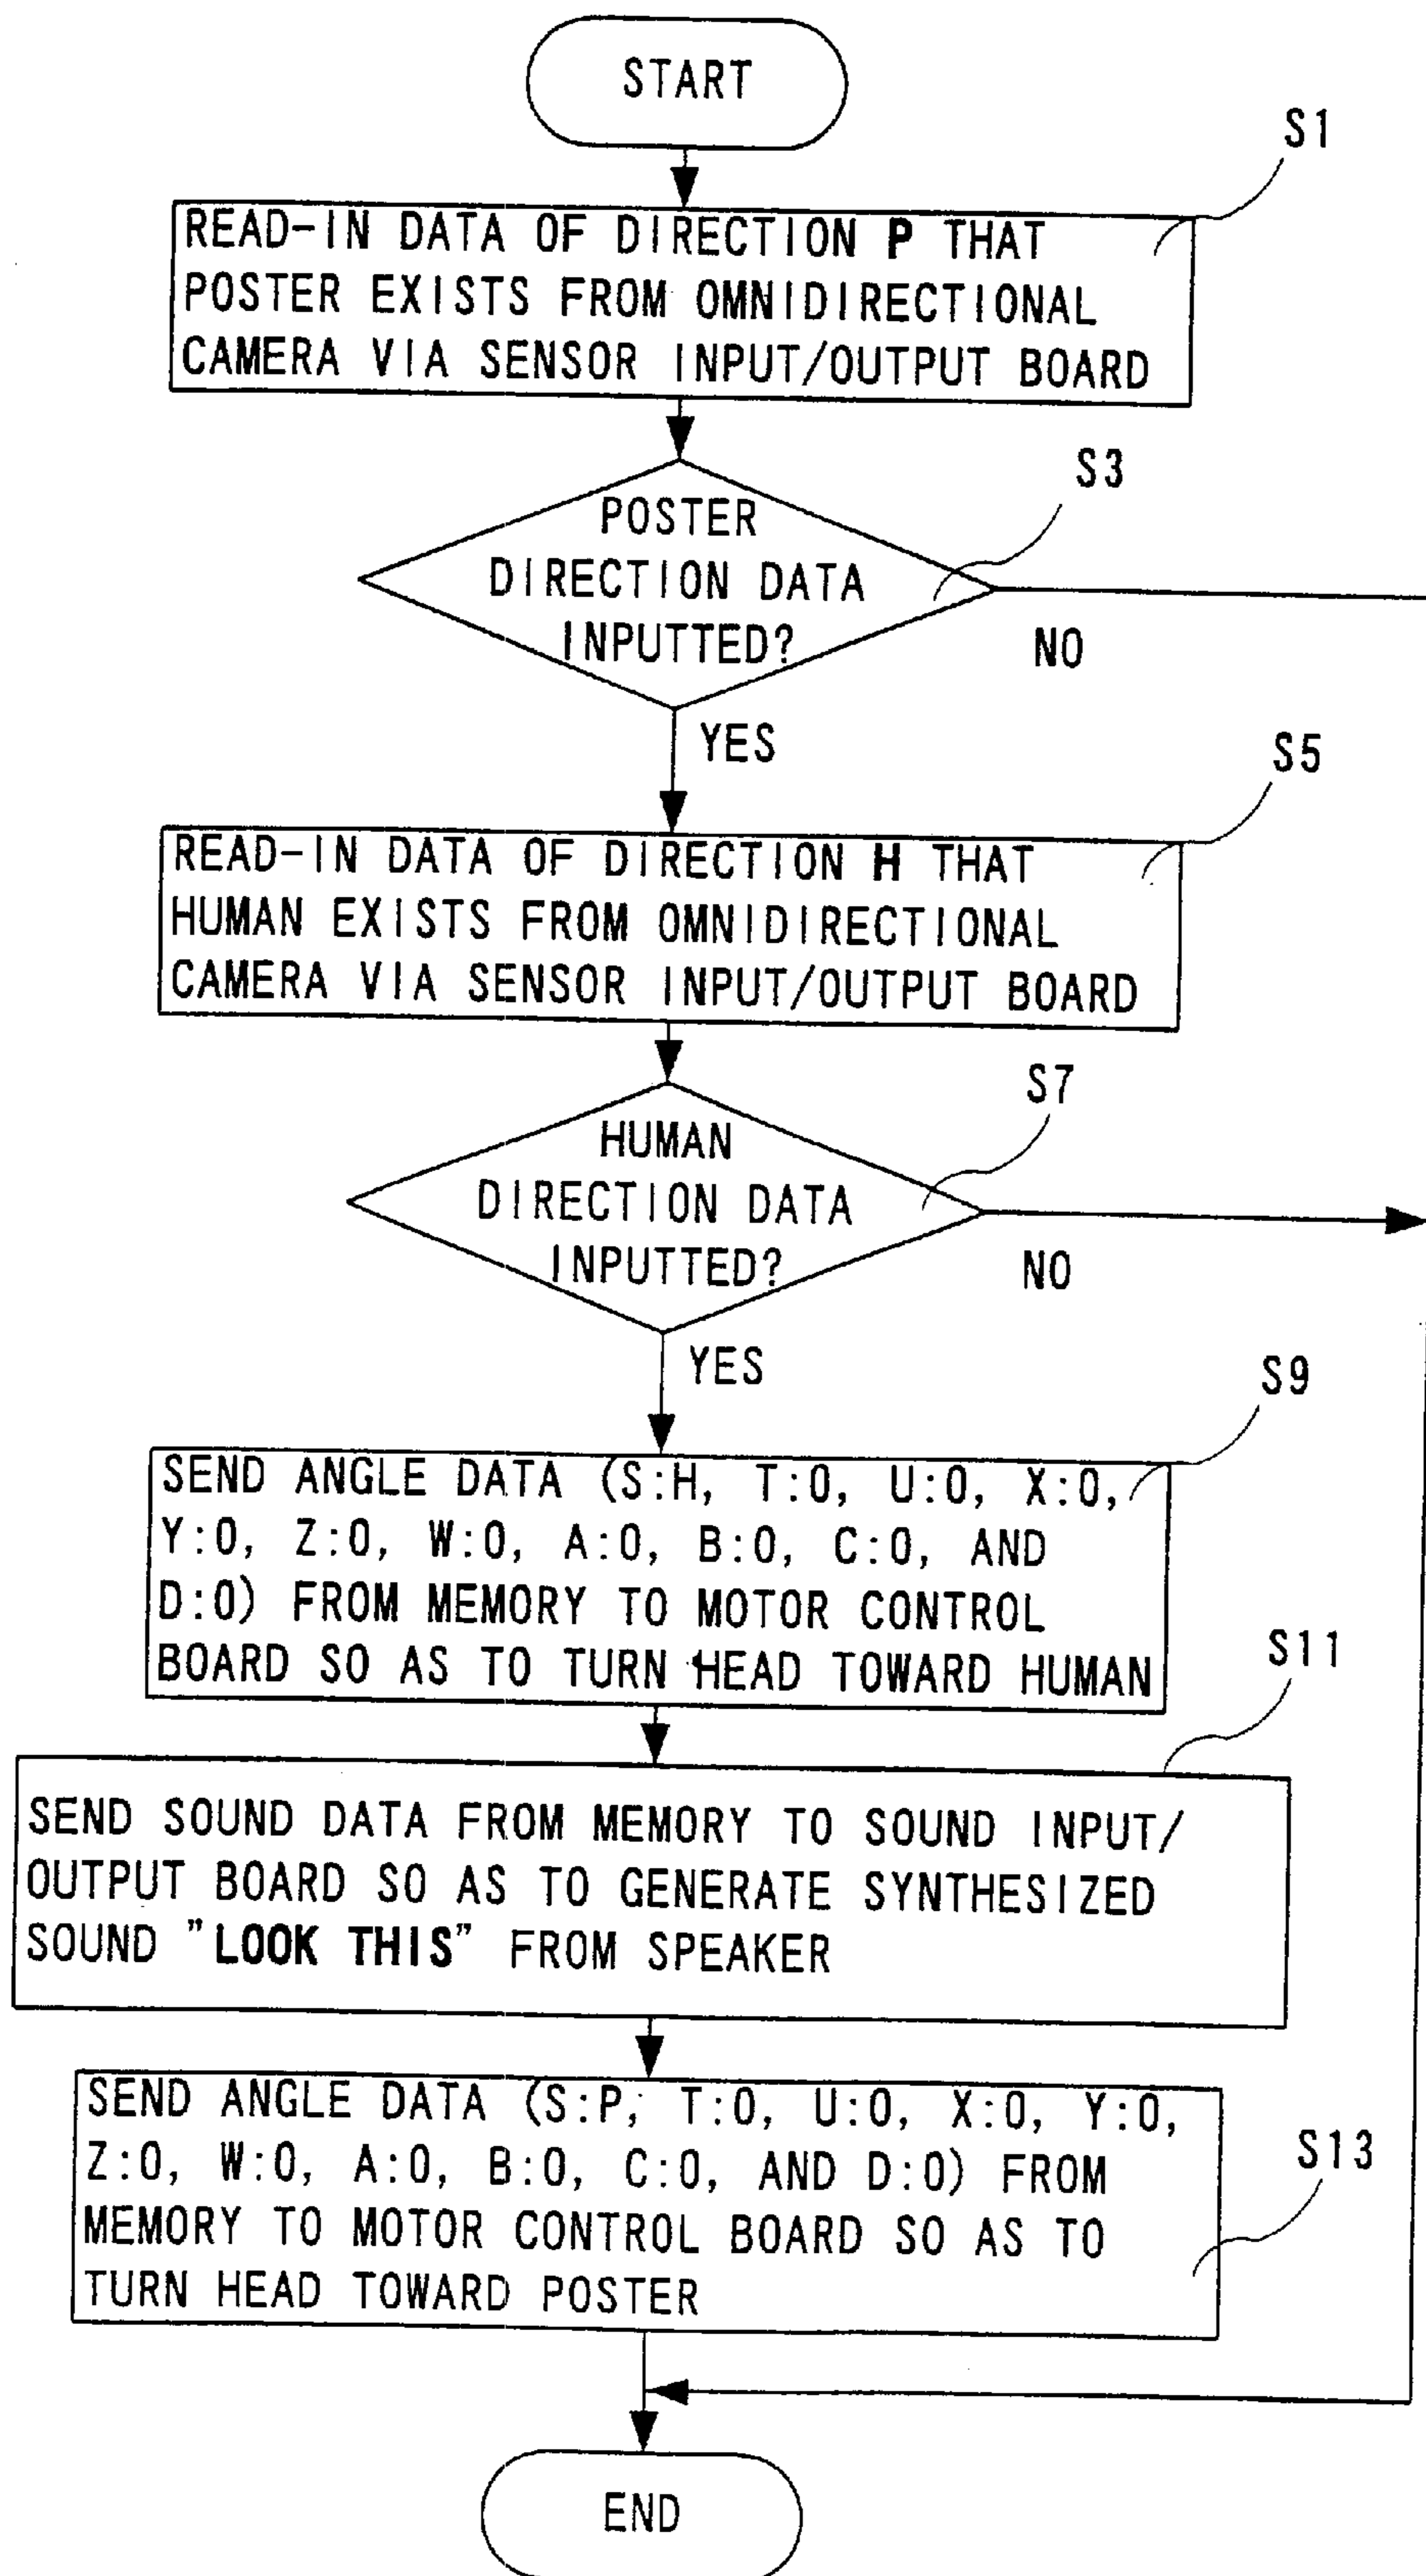 START
S1
READ-IN DATA OF DIRECTION P THAT
POSTER EXISTS FROM OMNIDIRECTIONAL
CAMERA VIA SENSOR INPUT/OUTPUT BOARD
S3
POSTER
DIRECTION DATA
INPUTTED?
NO
YES
S5
READ-IN DATA OF DIRECTION H THAT
HUMAN EXISTS FROM OMNIDIRECTIONAL
CAMERA VIA SENSOR INPUT/OUTPUT BOARD
S7
HUMAN
DIRECTION DATA
INPUTTED?
NO
YES
S9
SEND ANGLE DATA (S:H, T:0, U:0, X:0,
Y:0, Z:0, W:0, A:0, B:0, C:0, AND
D:0) FROM MEMORY TO MOTOR CONTROL
BOARD SO AS TO TURN HEAD TOWARD HUMAN
S11
SEND SOUND DATA FROM MEMORY TO SOUND INPUT/
OUTPUT BOARD SO AS TO GENERATE SYNTHESIZED
SOUND "LOOK THIS" FROM SPEAKER
SEND ANGLE DATA (S:P, T:0, U:0, X:0, Y:0,
Z:0, W:0, A:0, B:0, C:0, AND D:0) FROM
MEMORY TO MOTOR CONTROL BOARD SO AS TO
TURN HEAD TOWARD POSTER
S13
END